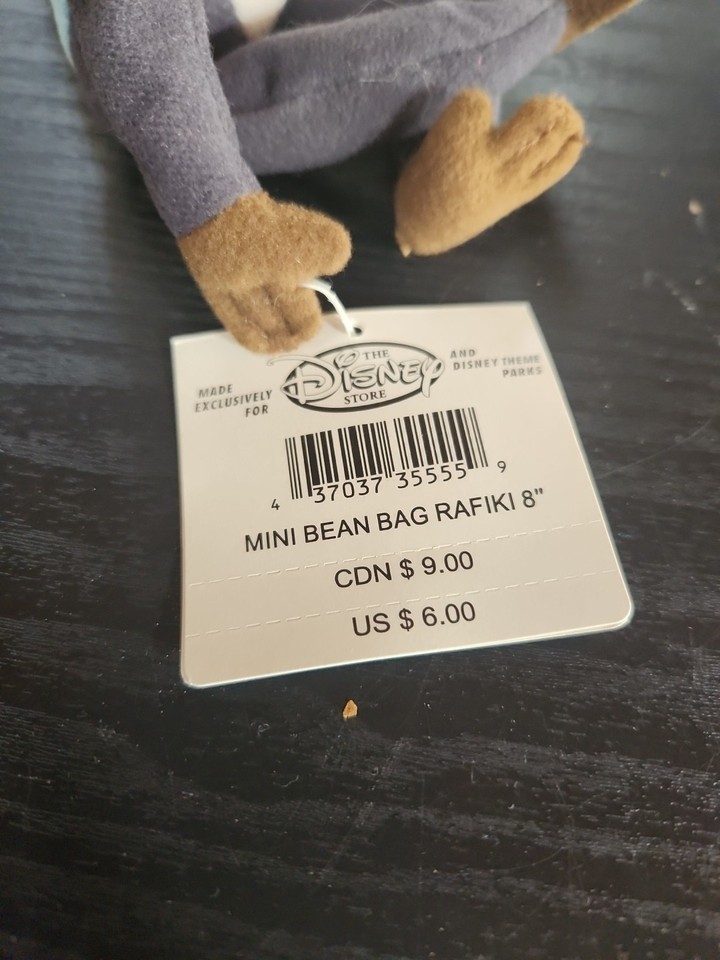 MADE EXCLUSIVELY FOR
THE
Disney
STORE
AND DISNEY THEME PARKS
4 37037 35555 9
MINI BEAN BAG RAFIKI 8"
CDN $ 9.00
US $ 6.00